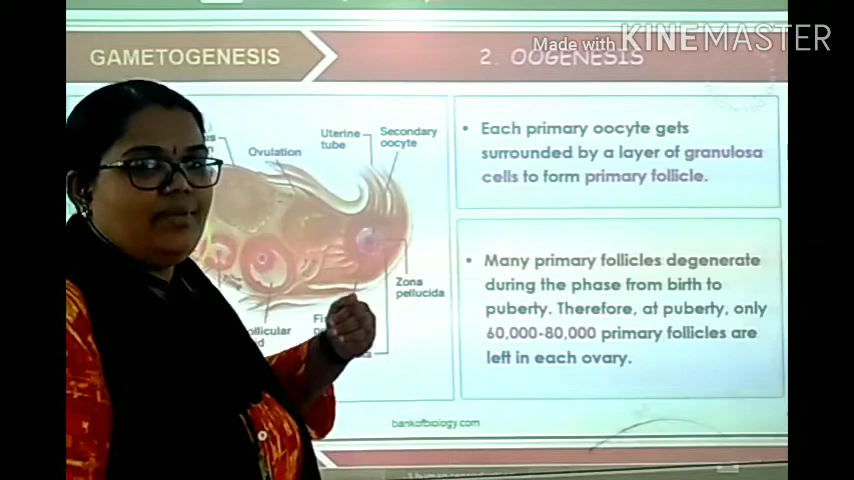 Made with KINEMASTER
GAMETOGENESIS
2. OOGENESIS
Ovulation
Uterine
tube
Secondary
oocyte
Zona
pellucida
• Each primary oocyte gets
surrounded by a layer of granulosa
cells to form primary follicle.
• Many primary follicles degenerate
during the phase from birth to
puberty. Therefore, at puberty, only
60,000-80,000 primary follicles are
left in each ovary.
bankofbiology.com